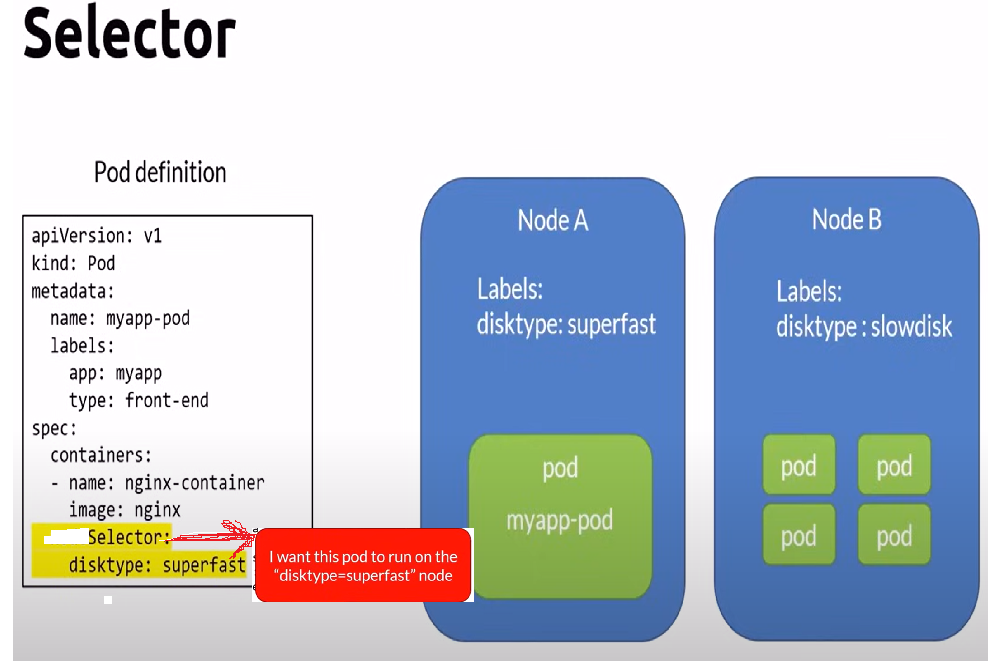 Selector
Pod definition
apiVersion: v1
kind: Pod
metadata:
name: myapp-pod
labels:
app: myapp
type: front-end
spec:
containers:
- name: nginx-container
image: nginx
Selector:
disktype: superfast
I want this pod to run on the
“disktype=superfast” node
Node A
Labels:
disktype: superfast
pod
myapp-pod
Node B
Labels:
disktype : slowdisk
pod
pod
pod
pod